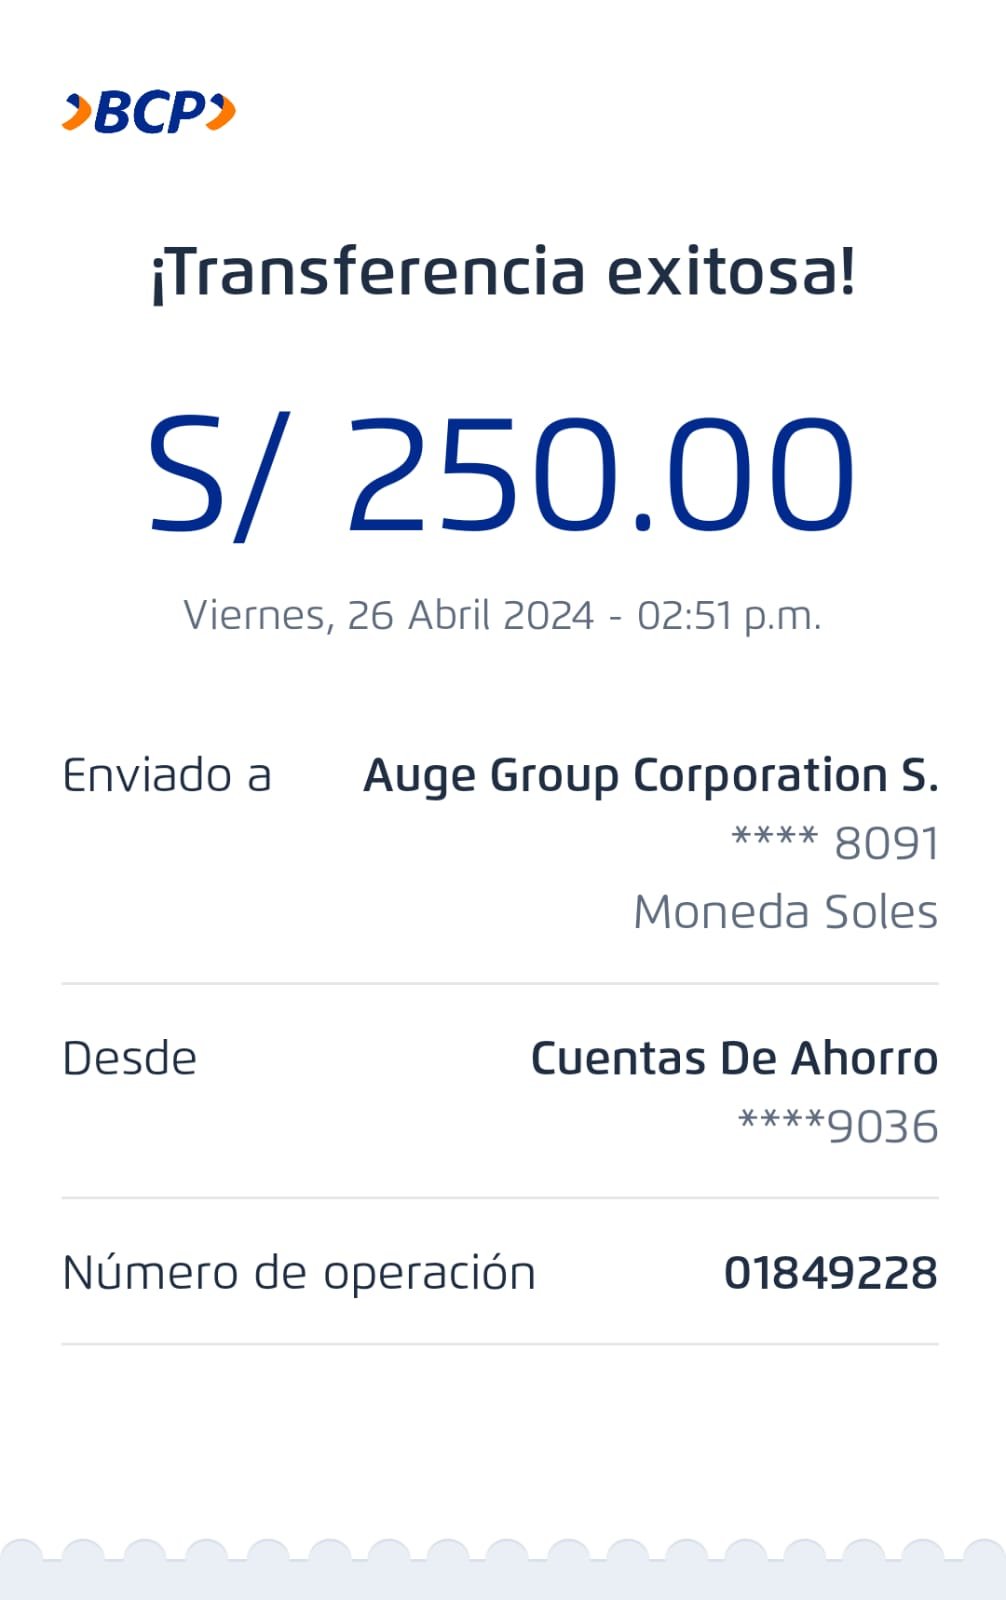 BCP
¡Transferencia exitosa!
S/ 250.00
Viernes, 26 Abril 2024 - 02:51 p.m.
Enviado a Auge Group Corporation S.
**** 8091
Moneda Soles
Desde Cuentas De Ahorro
****9036
Número de operación 01849228